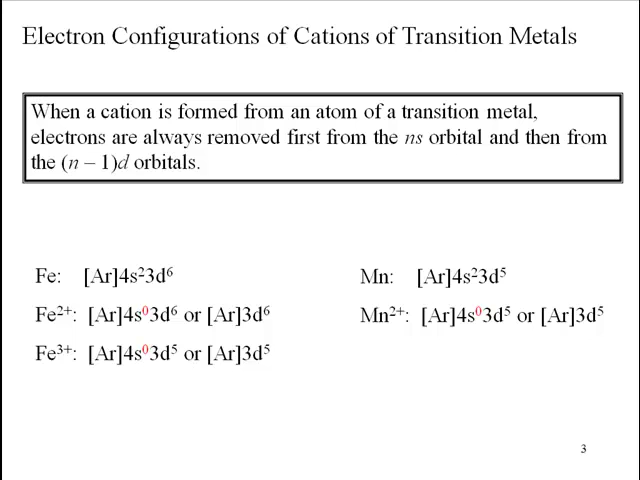 Electron Configurations of Cations of Transition Metals
When a cation is formed from an atom of a transition metal,
electrons are always removed first from the ns orbital and then from
the (n – 1)d orbitals.
Fe: [Ar]4s²3d⁶
Mn: [Ar]4s²3d⁵
Fe²⁺: [Ar]4s⁰3d⁶ or [Ar]3d⁶
Mn²⁺: [Ar]4s⁰3d⁵ or [Ar]3d⁵
Fe³⁺: [Ar]4s⁰3d⁵ or [Ar]3d⁵
3